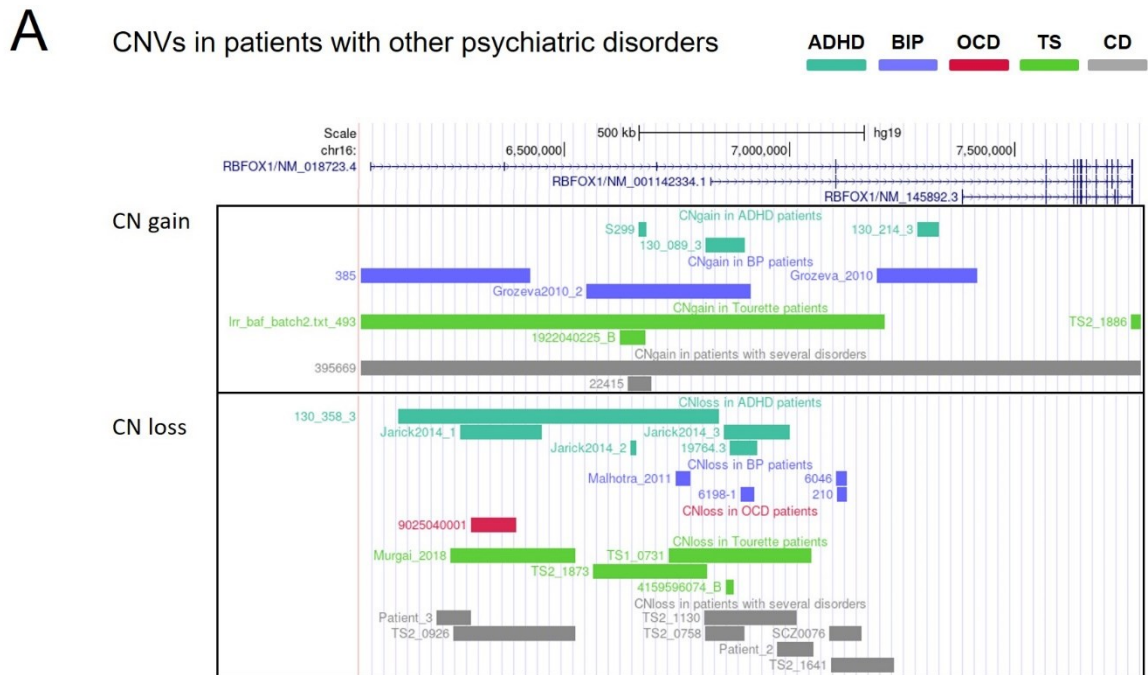 A
CNVs in patients with other psychiatric disorders
ADHD BIP OCD TS CD
Scale 500 kb hg19
chr16: 6,500,000 7,000,000 7,500,000
RBFOX1/NM_018723.4
RBFOX1/NM_001142334.1
RBFOX1/NM_145892.3
CN gain
CNgain in ADHD patients
S299 130_214_3
130_089_3
CNgain in BP patients
385 Grozeva_2010
Grozeva2010_2
CNgain in Tourette patients
lrr_baf_batch2.txt_493 TS2_1886
1922040225_B
CNgain in patients with several disorders
395669
22415
CN loss
CNloss in ADHD patients
130_358_3
Jarick2014_1 Jarick2014_3
Jarick2014_2 19764.3
CNloss in BP patients
Malhotra_2011 6046
6198-1 210
CNloss in OCD patients
9025040001
CNloss in Tourette patients
Murgai_2018 TS1_0731
TS2_1873
4159596074_B
CNloss in patients with several disorders
Patient_3 TS2_1130
TS2_0926 TS2_0758 SCZ0076
Patient_2
TS2_1641